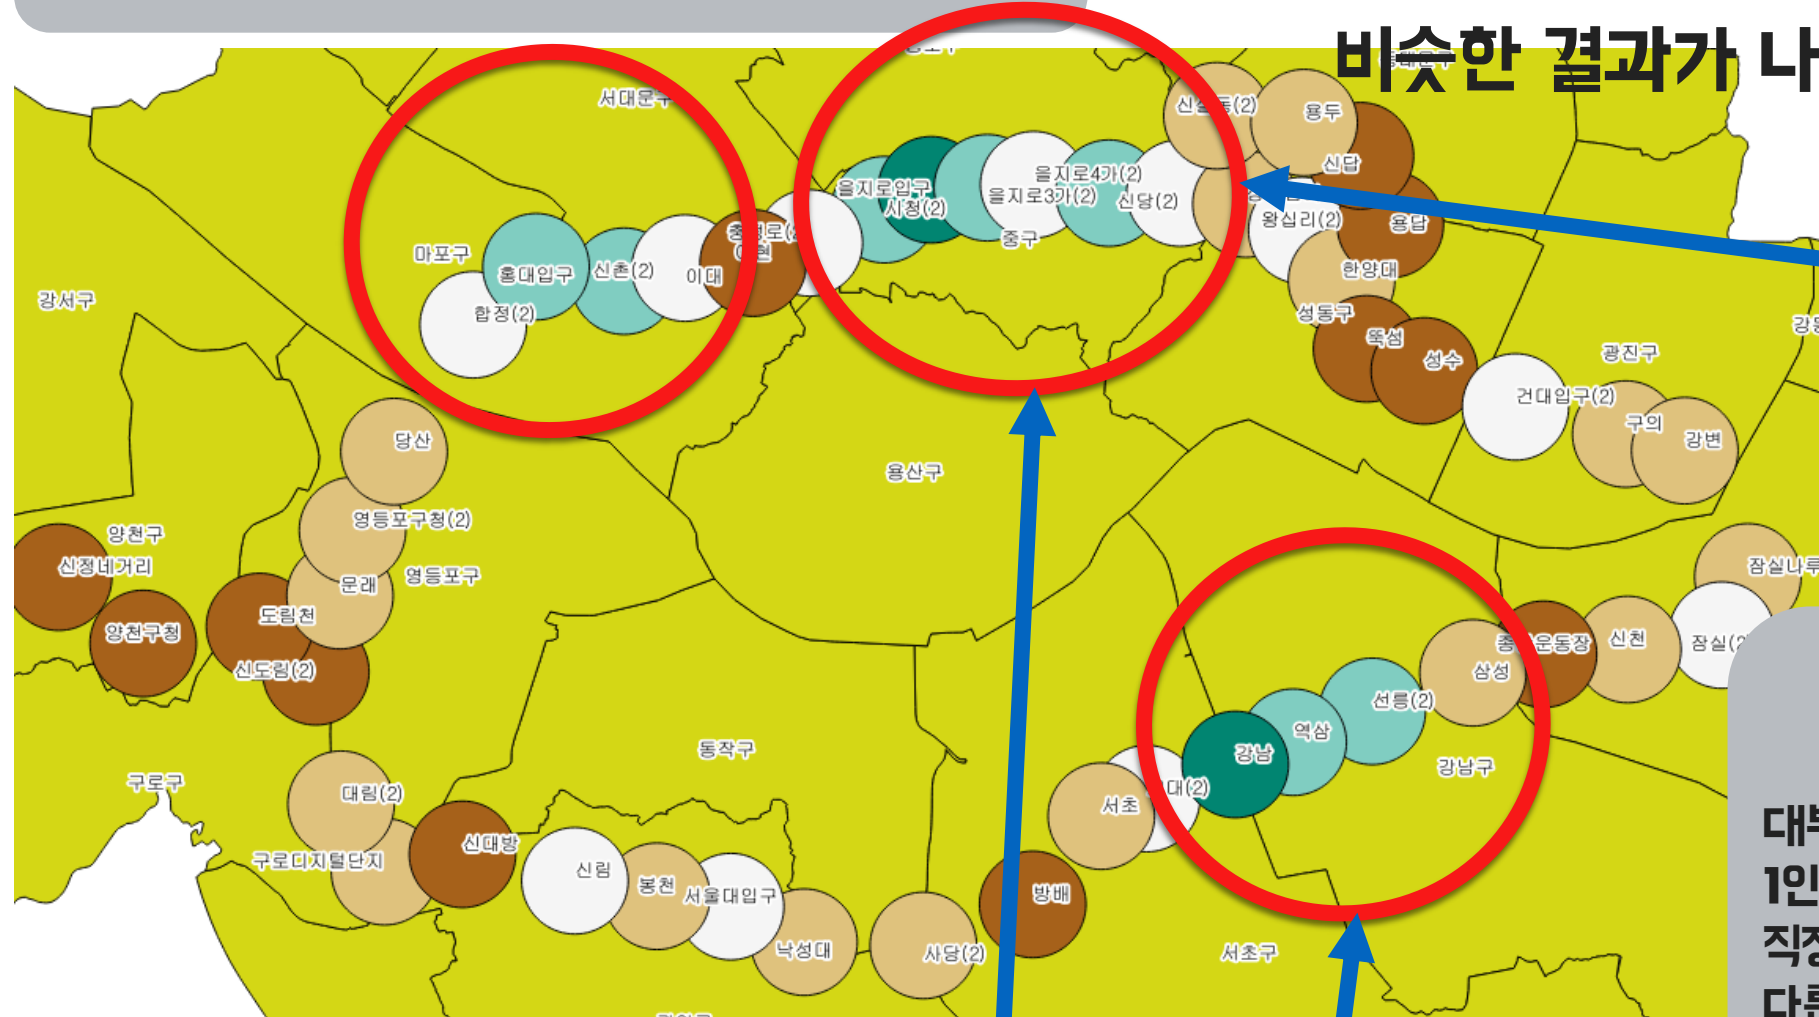 비슷한 결과가 나
서대문구
신설동(2)
용두
신답
을지로4가(2)
을지로입구
을지로3가(2)
신당(2)
시청(2)
왕십리(2)
용답
중구
마포구
홍대입구
신촌(2)
이대
한양대
강서구
합정(2)
성동구
뚝섬
성수
광진구
건대입구(2)
구의
강변
당산
용산구
영등포구청(2)
양천구
신정네거리
문래
영등포구
잠실나루
도림천
양천구청
신도림(2)
신천
삼성
선릉(2)
역삼
강남
강남구
동작구
구로구
대림(2)
서초
신대방
구로디지털단지
신림
봉천
서울대입구
방배
낙성대
사당(2)
서초구
1인